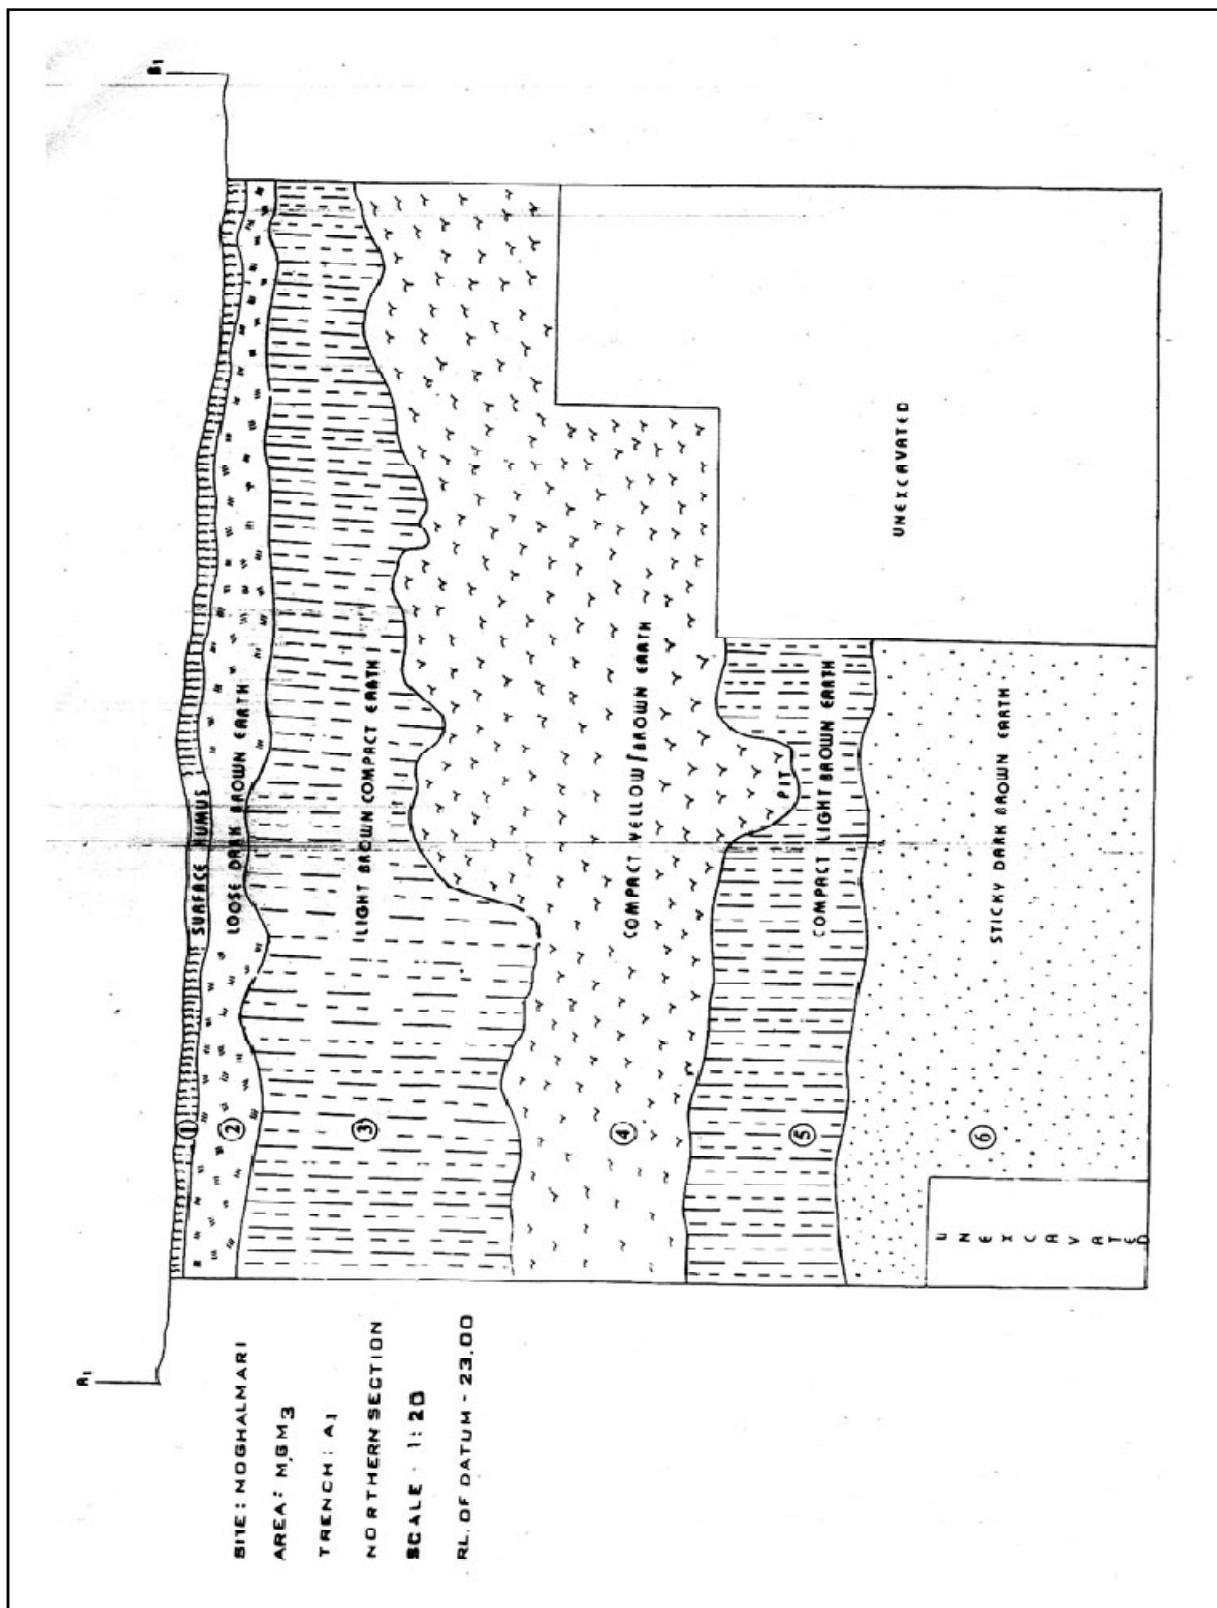 SITE: MOGHALMARI
AREA: MGM3
TRENCH: A1
NORTHERN SECTION
SCALE - 1:20
RL. OF DATUM - 23.00
A1
B1
① SURFACE HUMUS
② LOOSE DARK BROWN EARTH
③ LIGHT BROWN COMPACT EARTH
④ COMPACT YELLOW/BROWN EARTH
PIT
⑤ COMPACT LIGHT BROWN EARTH
⑥ STICKY DARK BROWN EARTH
UNEXCAVATED
UNEXCAVATED